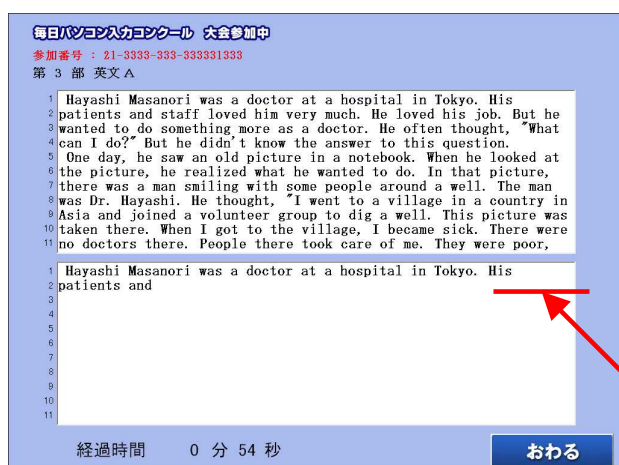 毎日パソコン入力コンクール 大会参加中
参加番号 : 21-3333-333-333331333
第 3 部 英文A
1 Hayashi Masanori was a doctor at a hospital in Tokyo. His
2 patients and staff loved him very much. He loved his job. But he
3 wanted to do something more as a doctor. He often thought, "What
4 can I do?" But he didn't know the answer to this question.
5 One day, he saw an old picture in a notebook. When he looked at
6 the picture, he realized what he wanted to do. In that picture,
7 there was a man smiling with some people around a well. The man
8 was Dr. Hayashi. He thought, "I went to a village in a country in
9 Asia and joined a volunteer group to dig a well. This picture was
10 taken there. When I got to the village, I became sick. There were
11 no doctors there. People there took care of me. They were poor,
1 Hayashi Masanori was a doctor at a hospital in Tokyo. His
2 patients and
3
4
5
6
7
8
9
10
11
経過時間 0 分 54 秒
おわる